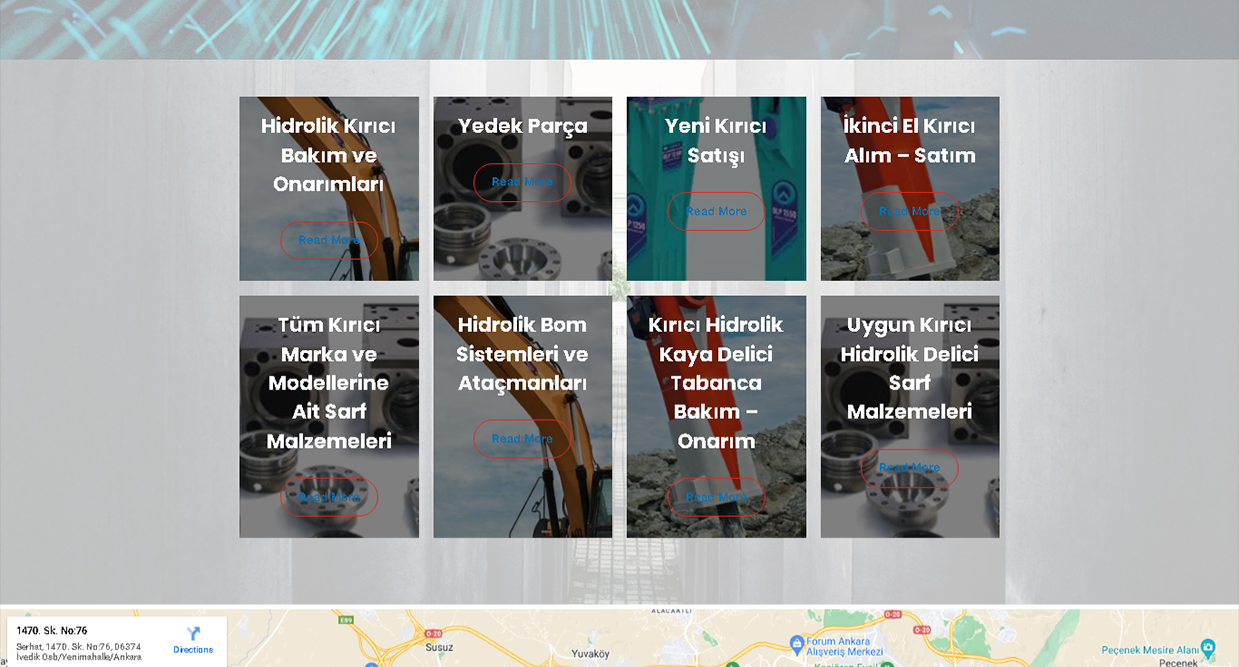 Hidrolik Kırıcı
Bakım ve
Onarımları
Read More
Yedek Parça
Read More
Yeni Kırıcı
Satışı
Read More
İkinci El Kırıcı
Alım – Satım
Read More
Tüm Kırıcı
Marka ve
Modellerine
Ait Sarf
Malzemeleri
Read More
Hidrolik Bom
Sistemleri ve
Ataçmanları
Read More
Kırıcı Hidrolik
Kaya Delici
Tabanca
Bakım –
Onarım
Read More
Uygun Kırıcı
Hidrolik Delici
Sarf
Malzemeleri
Read More
1470. Sk. No:76
Serhat, 1470. Sk. No:76, 06374
İvedik Osb/Yenimahalle/Ankara
Directions
E89
O-20
Susuz
Yuvaköy
O-20
O-20
Forum Ankara
Alışveriş Merkezi
Peçenek Mesire Alanı
Peçenek